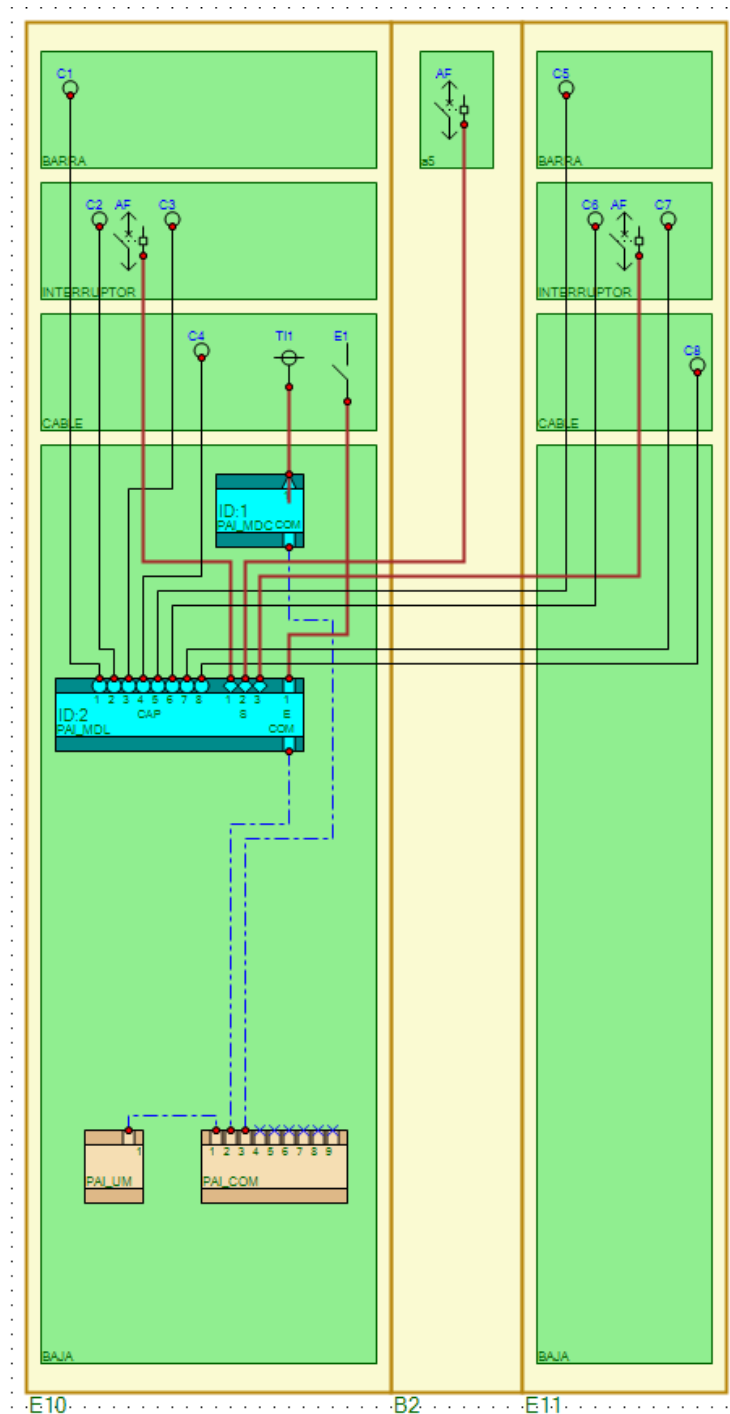 C1
BARRA
AF
a5
C5
BARRA
C2 AF C3
INTERRUPTOR
C6 AF C7
INTERRUPTOR
C4 TI1 E1
CABLE
C8
CABLE
1
ID:1
PAI_MDC COM
1 2 3 4 5 6 7 8 1 2 3 1
CAP S E
ID:2
PAI_MDL COM
1
PAI_UM
1 2 3 4 5 6 7 8 9
PAI_COM
BAJA
BAJA
E10 B2 E11